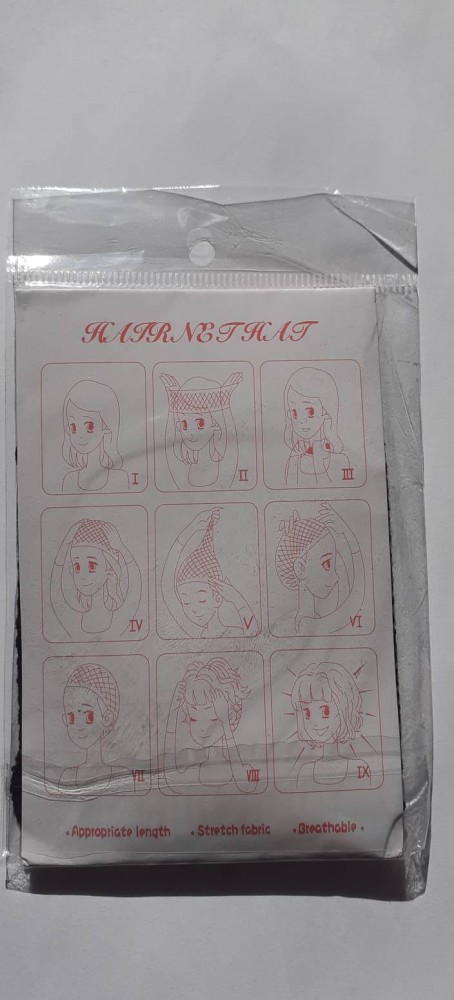 HAIRNETHAT
I
II
III
IV
V
VI
VII
VIII
IX
• Appropriate length • Stretch fabric • Breathable •